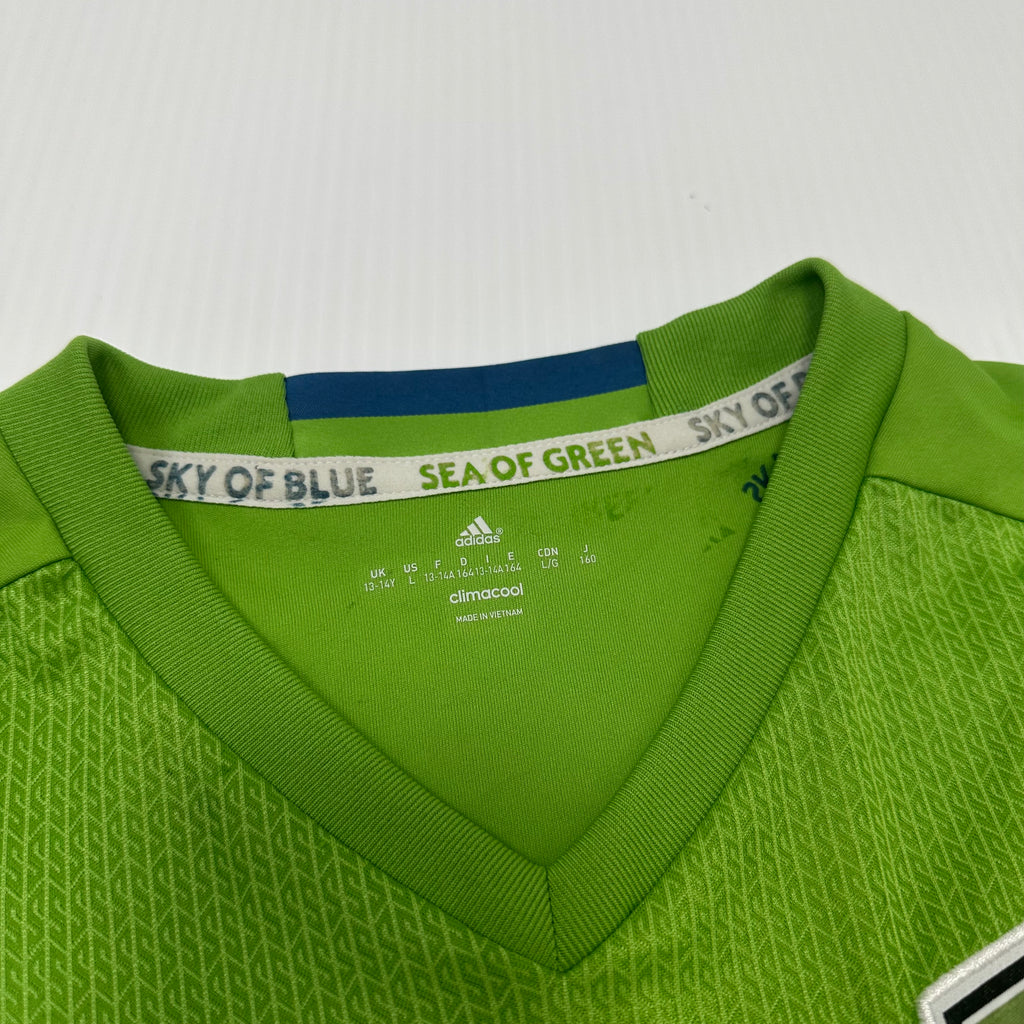 SKY OF BLUE SEA OF GREEN SKY OF
adidas
UK US F D I E CDN J
13-14Y L 13-14A 164 13-14A 164 L/G 160
climacool
MADE IN VIETNAM